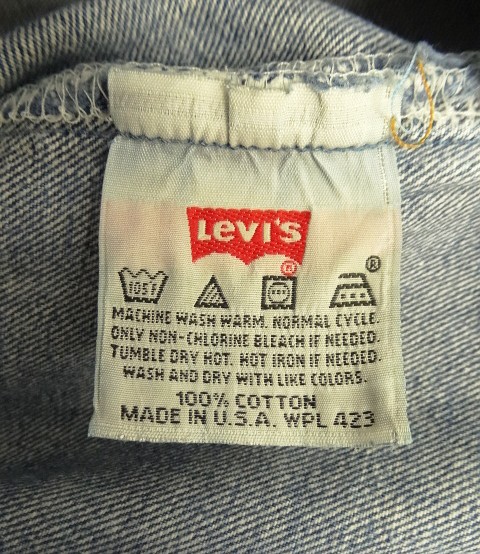 Levi's
®
105F ®
MACHINE WASH WARM. NORMAL CYCLE.
ONLY NON-CHLORINE BLEACH IF NEEDED.
TUMBLE DRY HOT. HOT IRON IF NEEDED.
WASH AND DRY WITH LIKE COLORS.
100% COTTON
MADE IN U.S.A. WPL 423